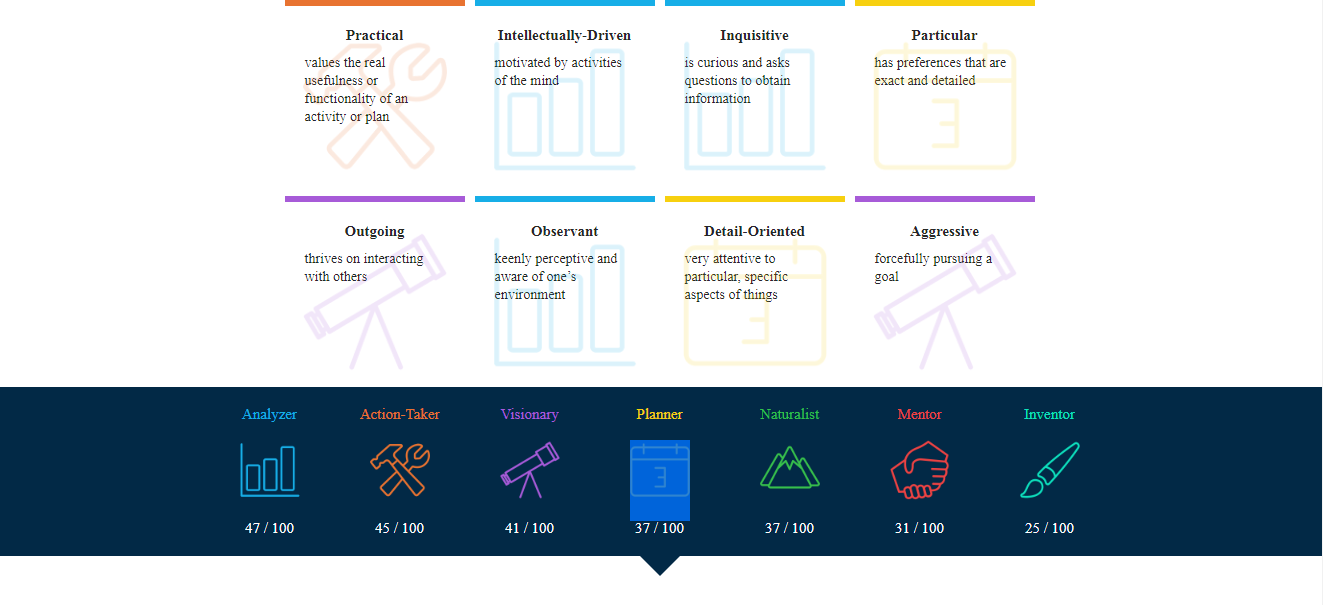 Practical
values the real
usefulness or
functionality of an
activity or plan
Intellectually-Driven
motivated by activities
of the mind
Inquisitive
is curious and asks
questions to obtain
information
Particular
has preferences that are
exact and detailed
3
Outgoing
thrives on interacting
with others
Observant
keenly perceptive and
aware of one’s
environment
Detail-Oriented
very attentive to
particular, specific
aspects of things
3
Aggressive
forcefully pursuing a
goal
Analyzer Action-Taker Visionary Planner Naturalist Mentor Inventor
3
47 / 100 45 / 100 41 / 100 37 / 100 37 / 100 31 / 100 25 / 100